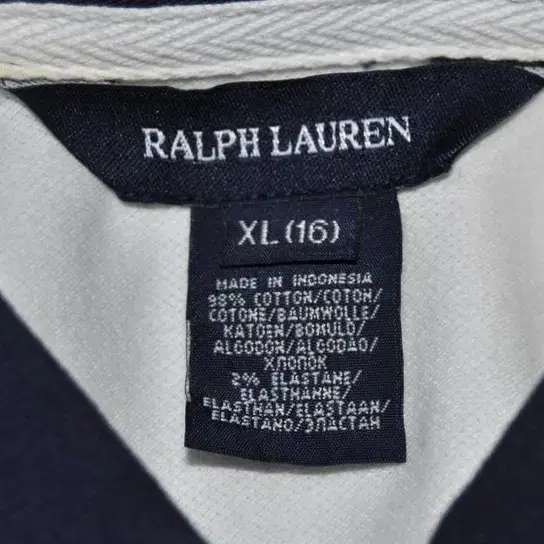 RALPH LAUREN
XL (16)
MADE IN INDONESIA
98% COTTON/COTON/
COTONE/BAUMWOLLE/
KATOEN/BOMULD/
ALGODON/ALGODAO/
ХЛОПОК
2% ELASTANE/
ELASTHANNE/
ELASTHAN/ELASTAAN/
ELASTANO/ЭЛАСТАН